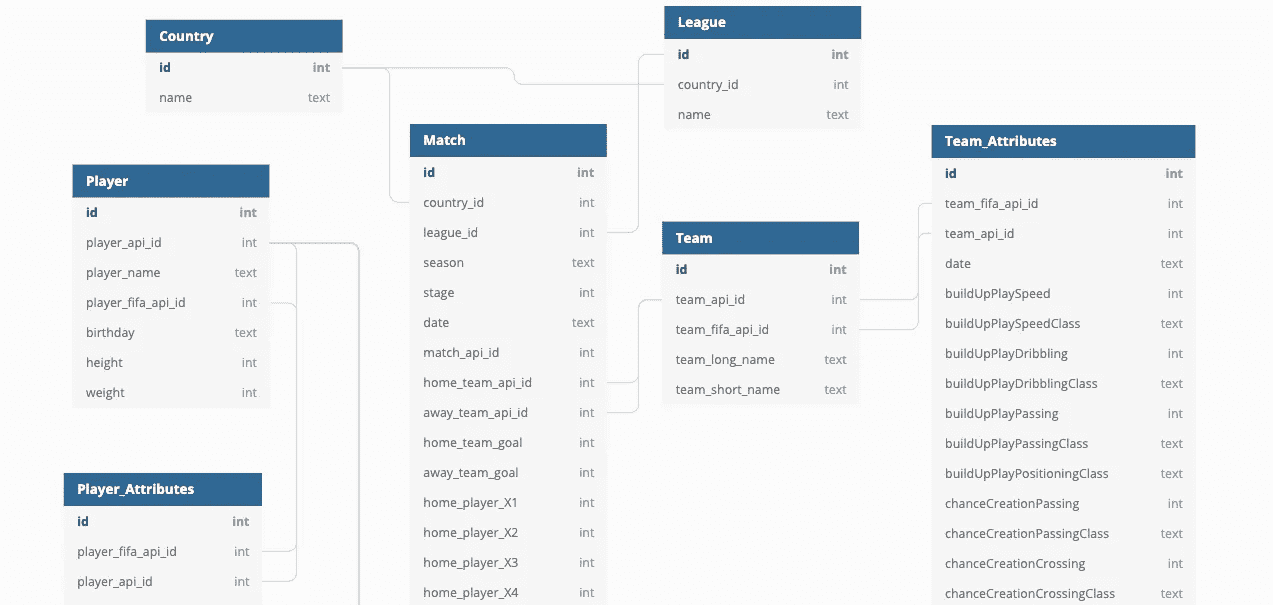 Country
id int
name text
League
id int
country_id int
name text
Match
id int
country_id int
league_id int
season text
stage int
date text
match_api_id int
home_team_api_id int
away_team_api_id int
home_team_goal int
away_team_goal int
home_player_X1 int
home_player_X2 int
home_player_X3 int
home_player_X4 int
Team_Attributes
id int
team_fifa_api_id int
team_api_id int
date text
buildUpPlaySpeed int
buildUpPlaySpeedClass text
buildUpPlayDribbling int
buildUpPlayDribblingClass text
buildUpPlayPassing int
buildUpPlayPassingClass text
buildUpPlayPositioningClass text
chanceCreationPassing int
chanceCreationPassingClass text
chanceCreationCrossing int
chanceCreationCrossingClass text
Player
id int
player_api_id int
player_name text
player_fifa_api_id int
birthday text
height int
weight int
Team
id int
team_api_id int
team_fifa_api_id int
team_long_name text
team_short_name text
Player_Attributes
id int
player_fifa_api_id int
player_api_id int